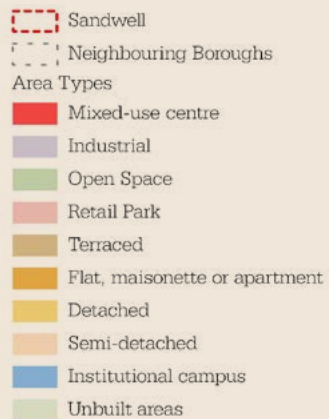 Sandwell
Neighbouring Boroughs
Area Types
Mixed-use centre
Industrial
Open Space
Retail Park
Terraced
Flat, maisonette or apartment
Detached
Semi-detached
Institutional campus
Unbuilt areas